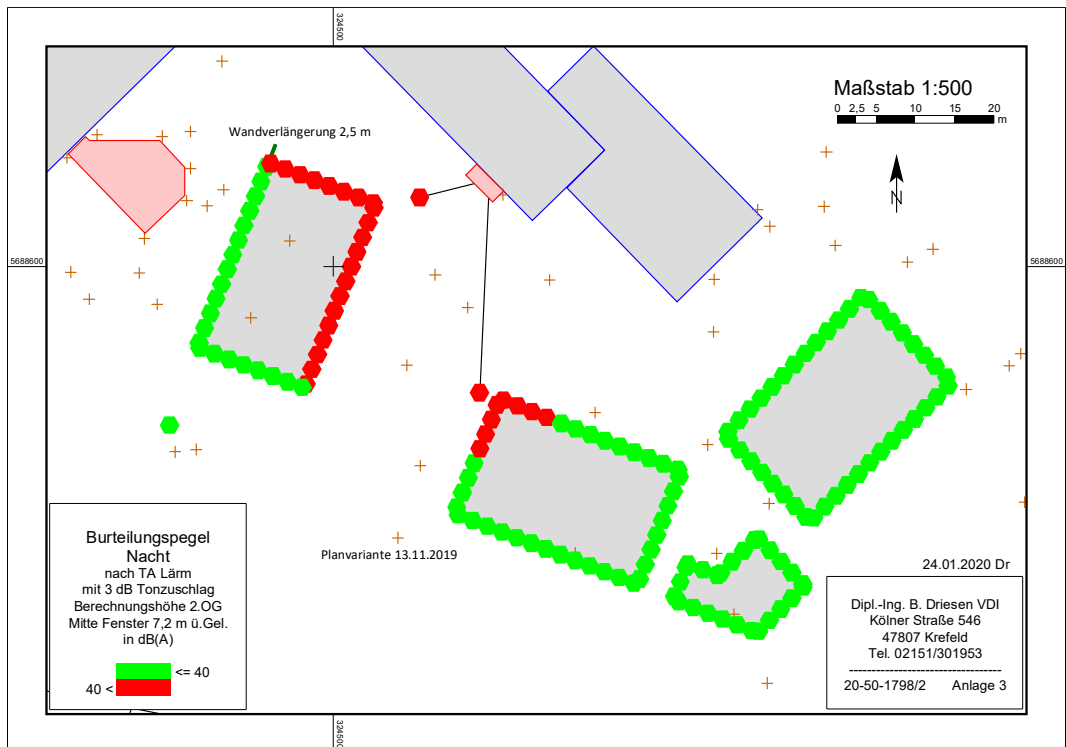 324500
Maßstab 1:500
0 2,5 5 10 15 20
m
Wandverlängerung 2,5 m
N
5688600
5688600
Planvariante 13.11.2019
Burteilungspegel
Nacht
nach TA Lärm
mit 3 dB Tonzuschlag
Berechnungshöhe 2.OG
Mitte Fenster 7,2 m ü.Gel.
in dB(A)
<= 40
40 <
24.01.2020 Dr
Dipl.-Ing. B. Driesen VDI
Kölner Straße 546
47807 Krefeld
Tel. 02151/301953
--------------------------------
20-50-1798/2 Anlage 3
324500